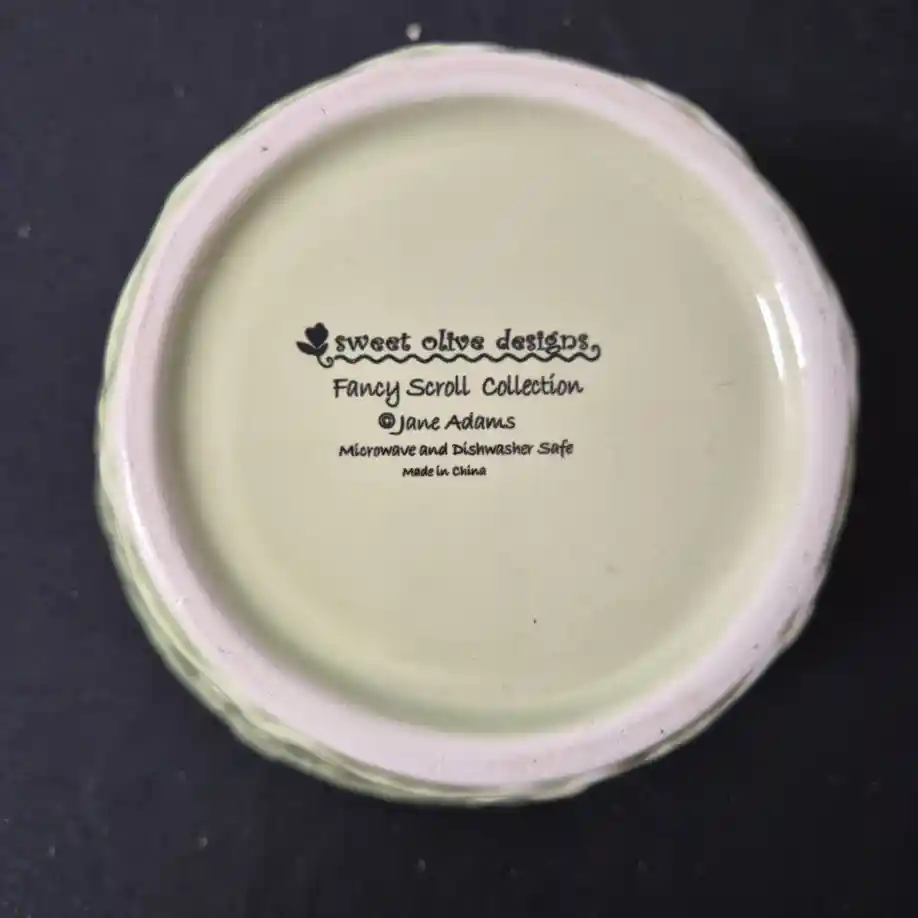 sweet olive designs
Fancy Scroll Collection
© Jane Adams
Microwave and Dishwasher Safe
Made in China